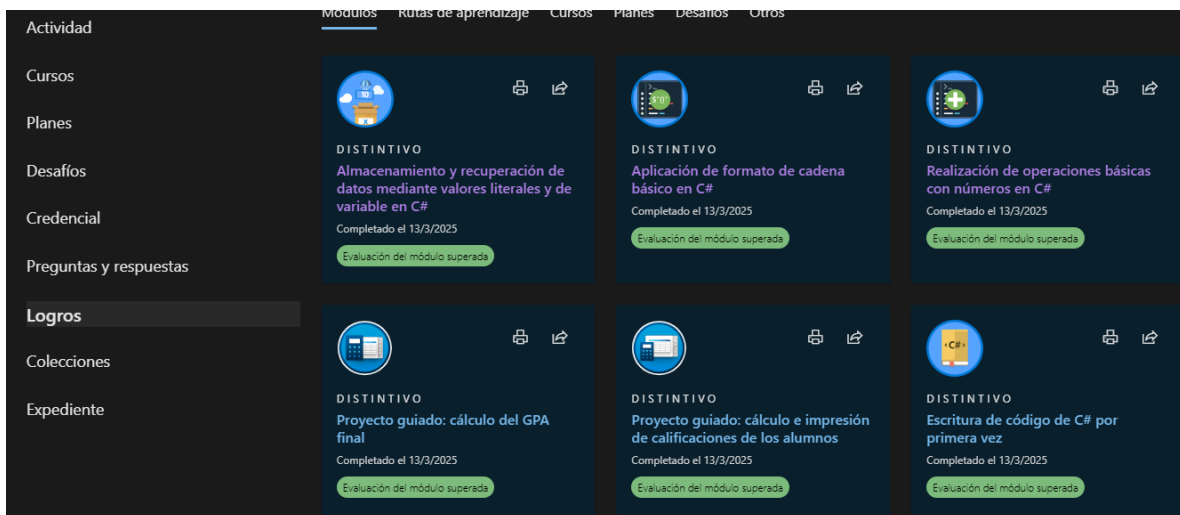 Módulos Rutas de aprendizaje Cursos Planes Desafíos Otros
Actividad
Cursos
Planes
Desafíos
Credencial
Preguntas y respuestas
Logros
Colecciones
Expediente
DISTINTIVO
Almacenamiento y recuperación de
datos mediante valores literales y de
variable en C#
Completado el 13/3/2025
Evaluación del módulo superada
DISTINTIVO
Aplicación de formato de cadena
básico en C#
Completado el 13/3/2025
Evaluación del módulo superada
DISTINTIVO
Realización de operaciones básicas
con números en C#
Completado el 13/3/2025
Evaluación del módulo superada
DISTINTIVO
Proyecto guiado: cálculo del GPA
final
Completado el 13/3/2025
Evaluación del módulo superada
DISTINTIVO
Proyecto guiado: cálculo e impresión
de calificaciones de los alumnos
Completado el 13/3/2025
Evaluación del módulo superada
C#
DISTINTIVO
Escritura de código de C# por
primera vez
Completado el 13/3/2025
Evaluación del módulo superada